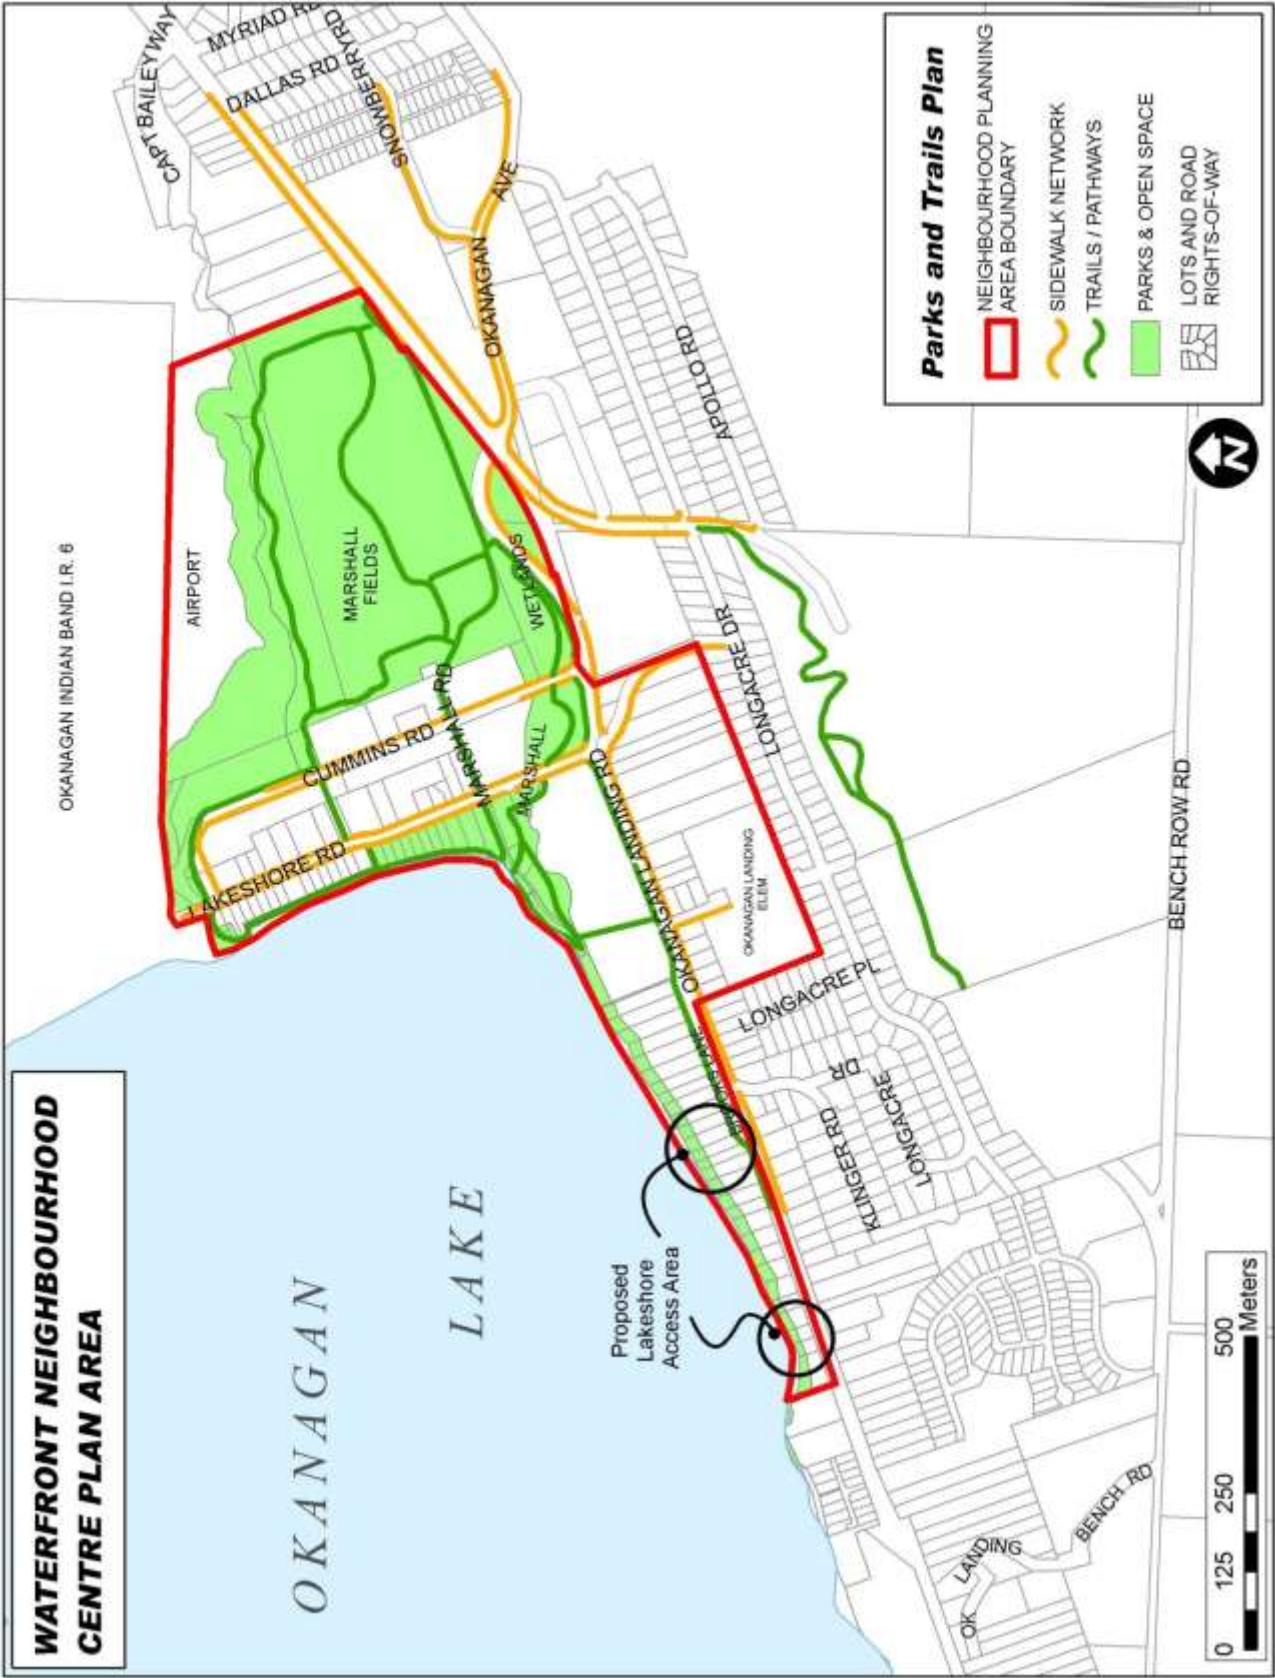 WATERFRONT NEIGHBOURHOOD
CENTRE PLAN AREA
OKANAGAN INDIAN BAND I.R. 6
AIRPORT
MARSHALL
FIELDS
CAPT BAILEY WAY
MYRIAD RD
DALLAS RD
SNOWBERRY RD
OKANAGAN
AVE
LAKESHORE RD
CUMMINS RD
MARSHALL RD
MARSHALL
WETLANDS
OKANAGAN
LAKE
OKANAGAN LANDING RD
OKANAGAN LANDING
ELEM
LONGACRE DR
APOLLO RD
Proposed
Lakeshore
Access Area
LONGACRE PL
KLINGER RD
LONGACRE
DR
BENCH ROW RD
OK
LANDING
BENCH RD
0 125 250 500
Meters
N
Parks and Trails Plan
NEIGHBOURHOOD PLANNING
AREA BOUNDARY
SIDEWALK NETWORK
TRAILS / PATHWAYS
PARKS & OPEN SPACE
LOTS AND ROAD
RIGHTS-OF-WAY